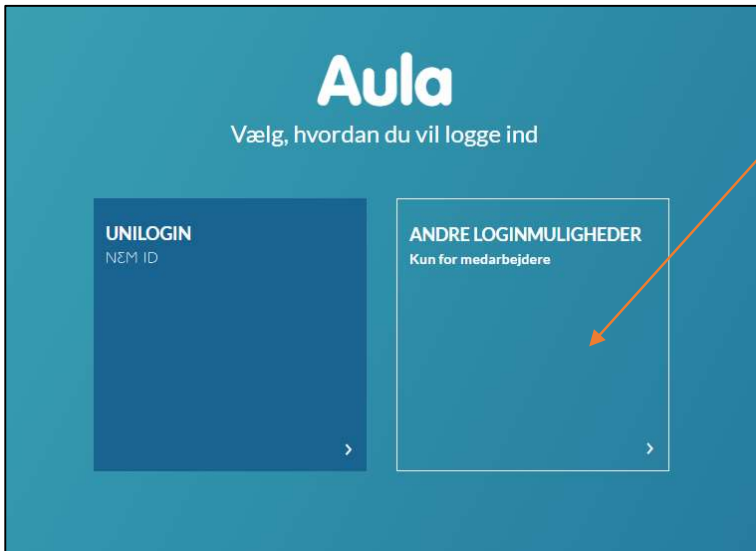 Aula
Vælg, hvordan du vil logge ind
UNILOGIN
NEM ID
ANDRE LOGINMULIGHEDER
Kun for medarbejdere